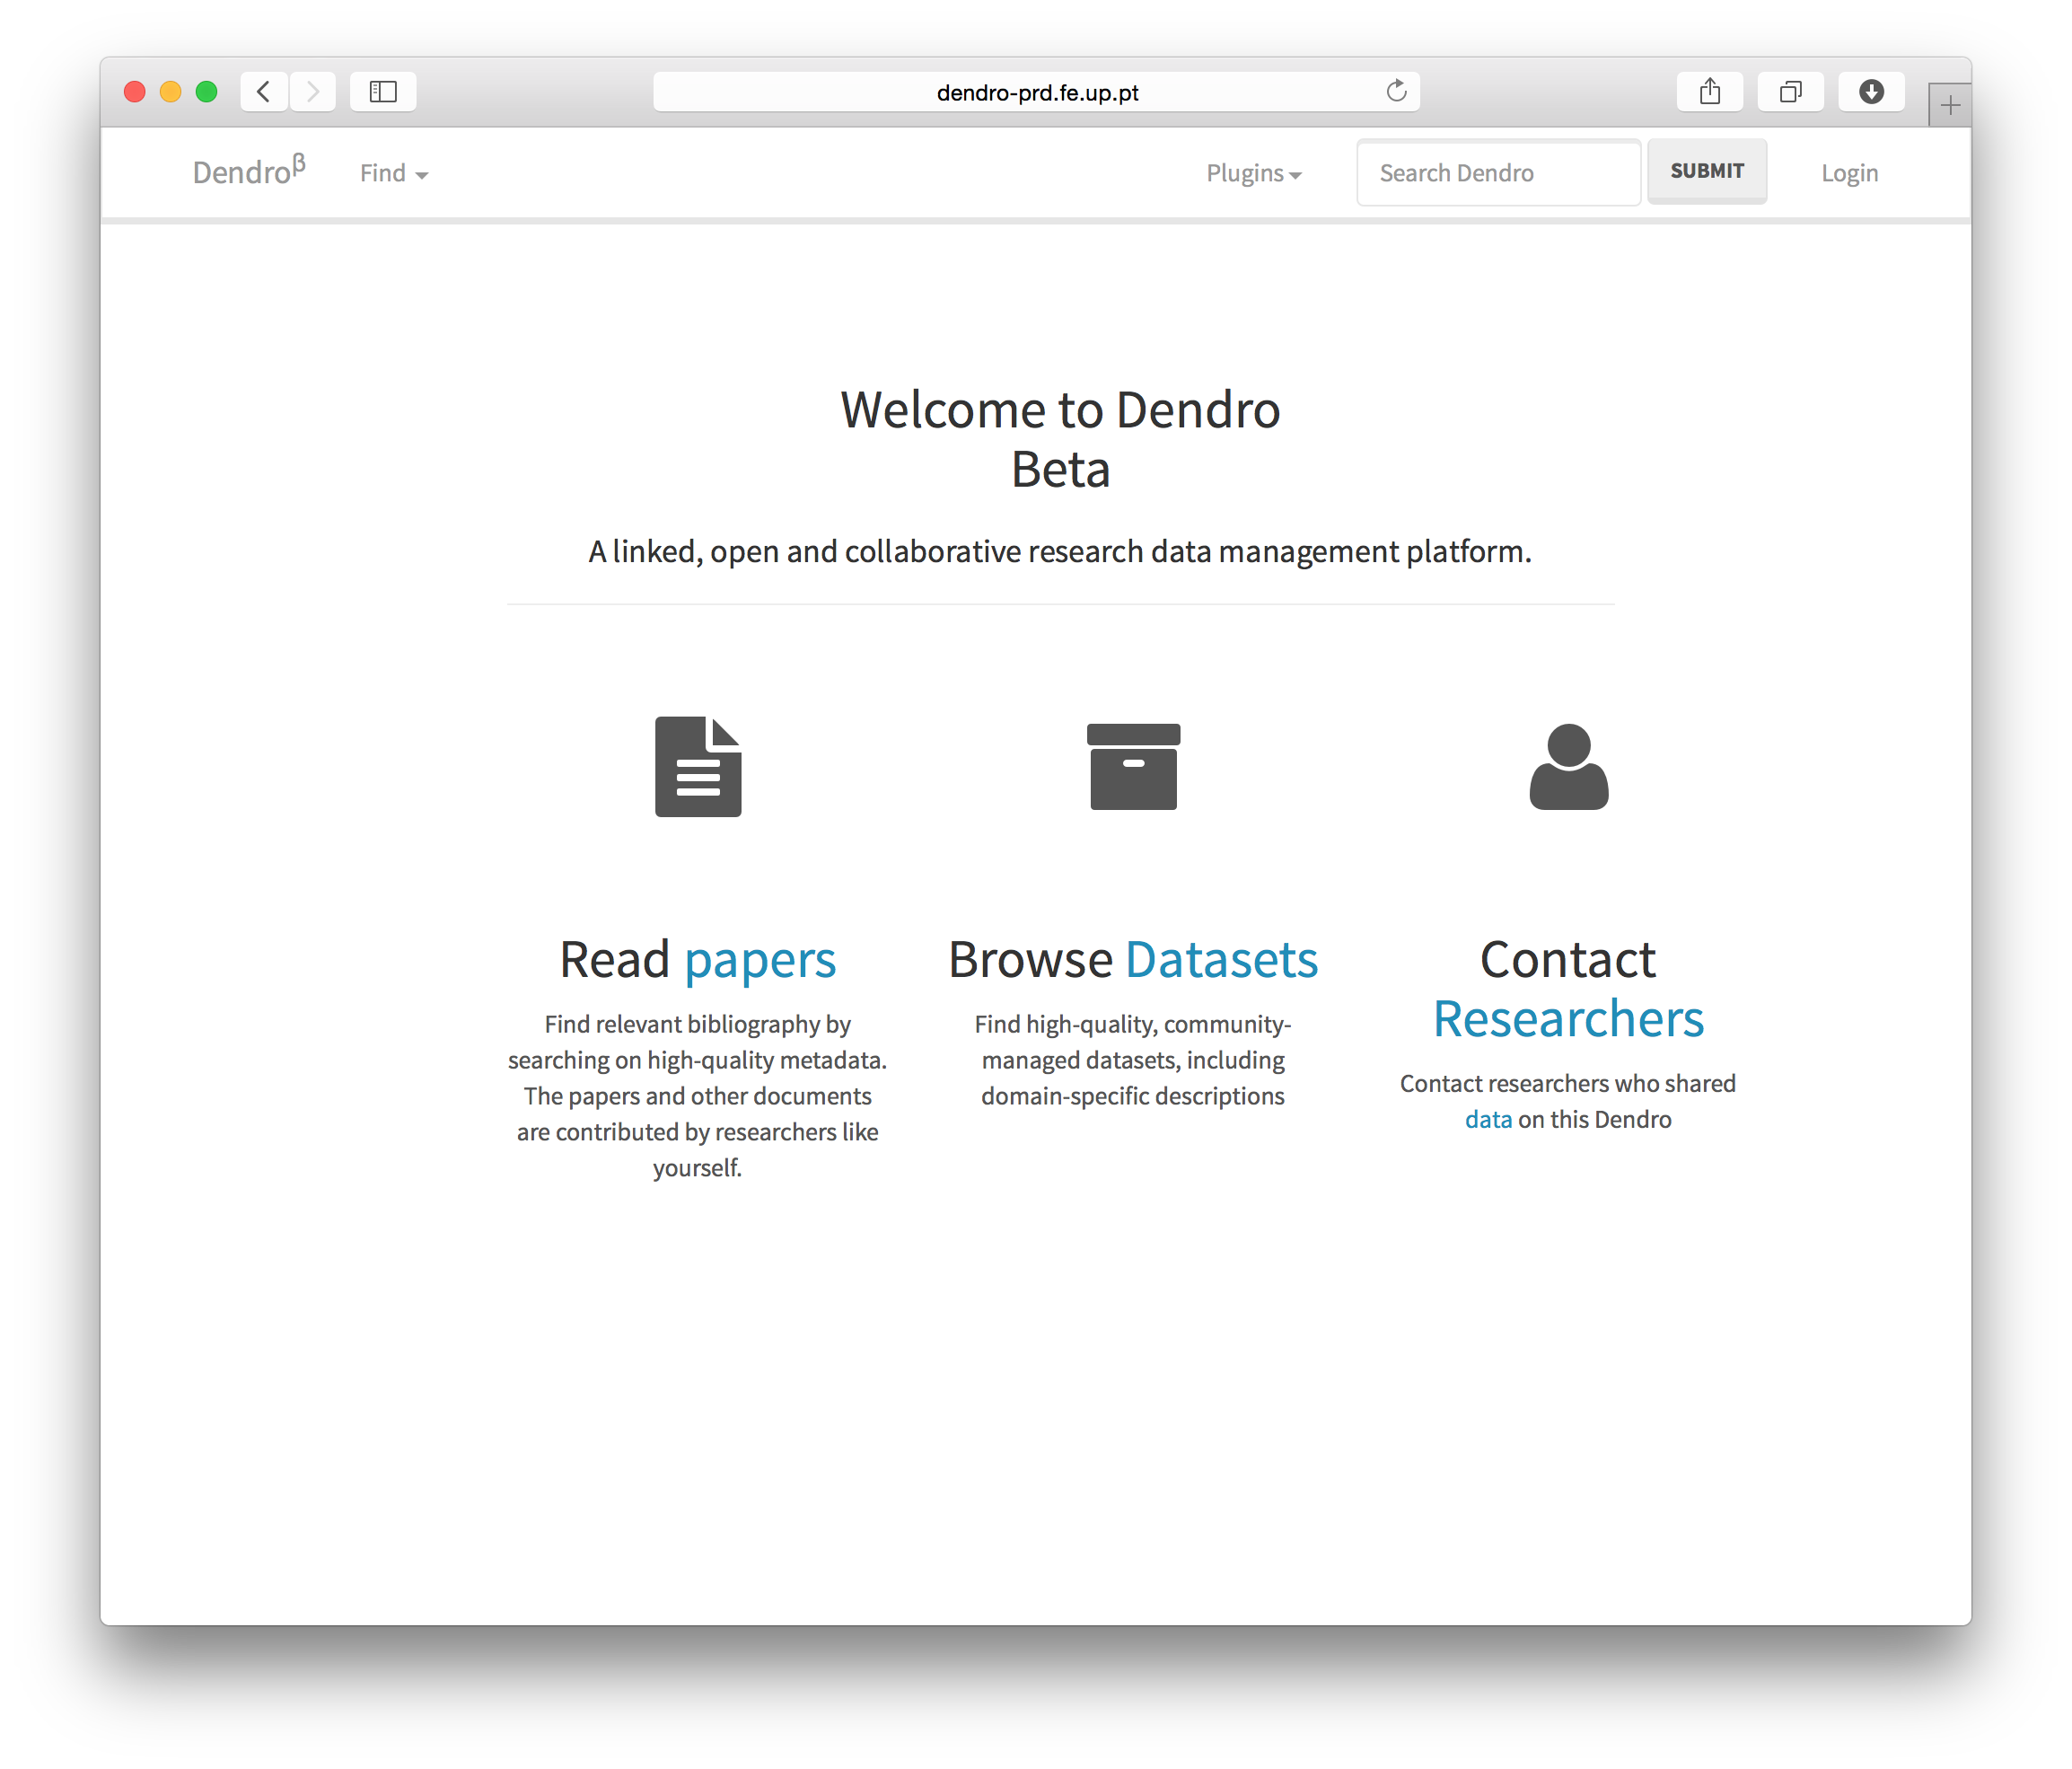 dendro-prd.fe.up.pt
Dendroβ
Find
Plugins
Search Dendro
SUBMIT
Login
Welcome to Dendro
Beta
A linked, open and collaborative research data management platform.
Read papers
Find relevant bibliography by
searching on high-quality metadata.
The papers and other documents
are contributed by researchers like
yourself.
Browse Datasets
Find high-quality, community-
managed datasets, including
domain-specific descriptions
Contact
Researchers
Contact researchers who shared
data on this Dendro